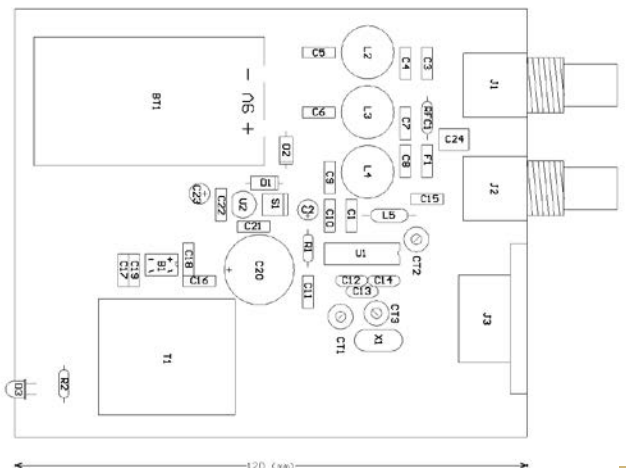 C5
L2
C4
C3
J1
BT1
- 9V +
C6
L3
C7
RFC1
C24
D2
C8
F1
L4
C9
J2
D1
C23
C22
U2
S1
C2
C10
C1
L5
C15
C21
R1
U1
CT2
C17
C19
B1
C18
C16
C20
C11
C12
C14
C13
CT1
CT3
X1
J3
T1
D3
R2
120 (mm)